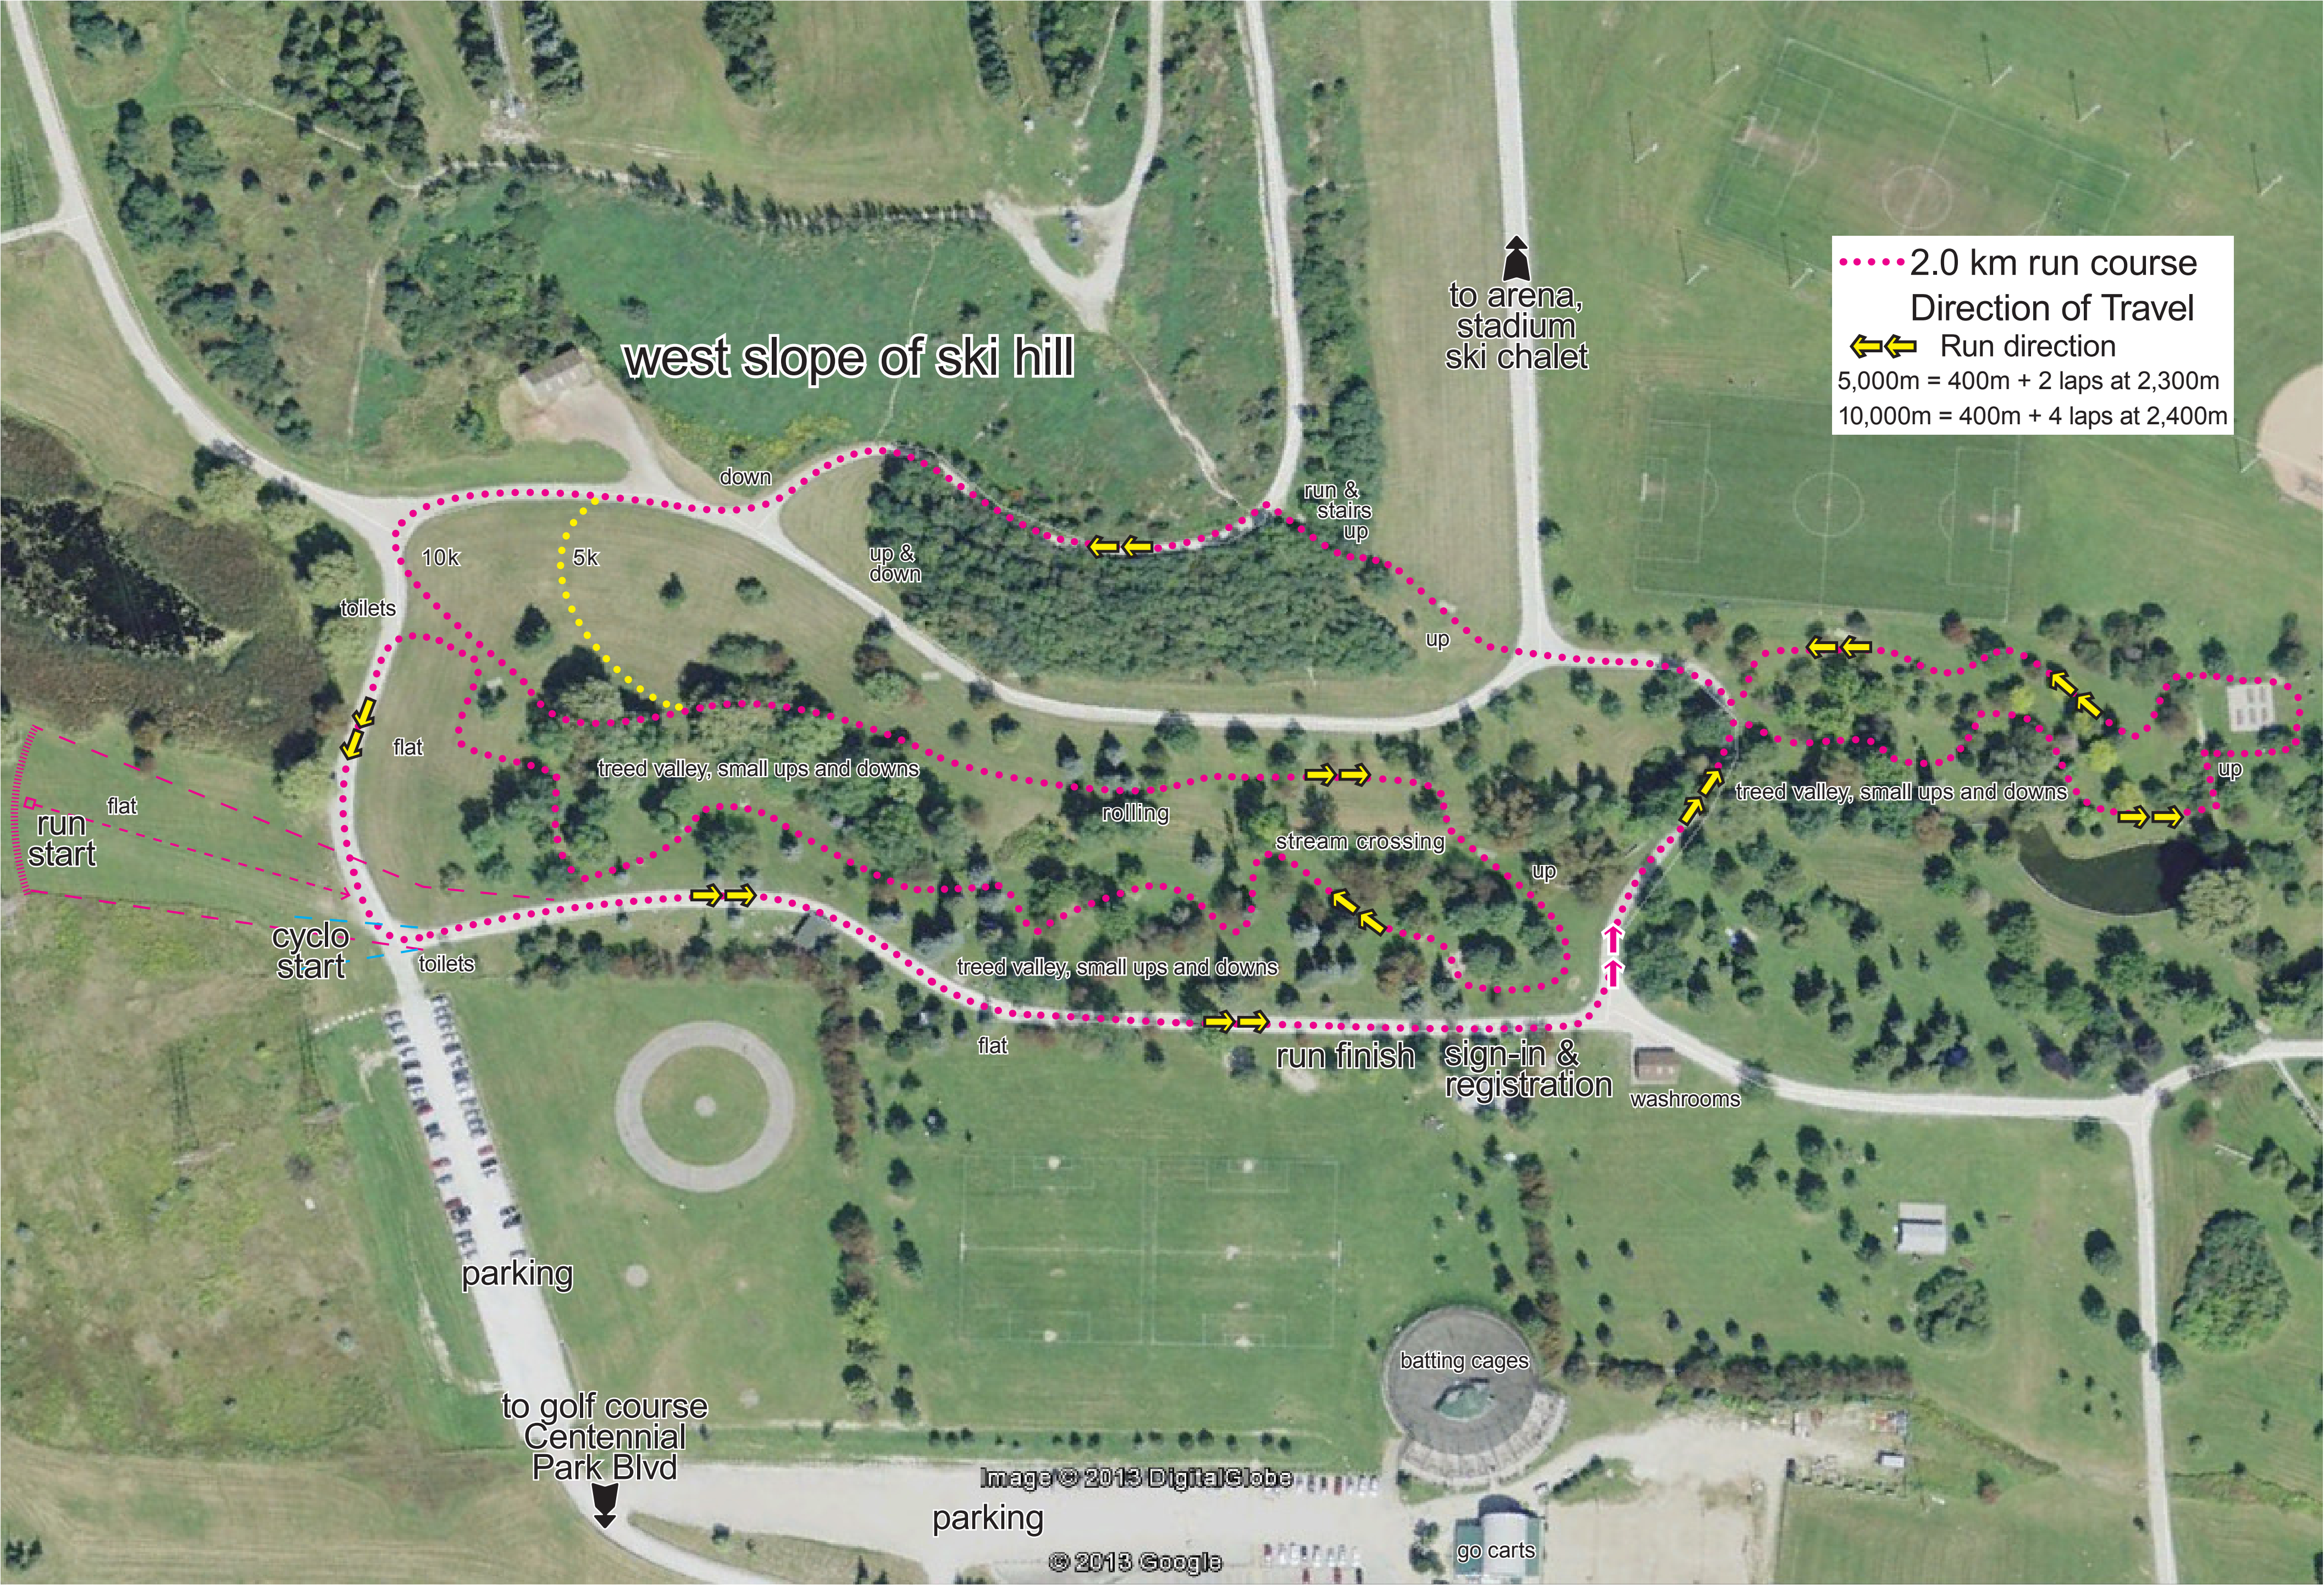 to arena,
stadium
ski chalet
2.0 km run course
Direction of Travel
Run direction
5,000m = 400m + 2 laps at 2,300m
10,000m = 400m + 4 laps at 2,400m
west slope of ski hill
down
run &
stairs
up
10k
5k
up &
down
toilets
up
flat
treed valley, small ups and downs
rolling
up
treed valley, small ups and downs
flat
run
start
stream crossing
up
cyclo
start
toilets
treed valley, small ups and downs
flat
run finish
sign-in &
registration
washrooms
parking
batting cages
to golf course
Centennial
Park Blvd
Image © 2013 DigitalGlobe
parking
go carts
© 2013 Google